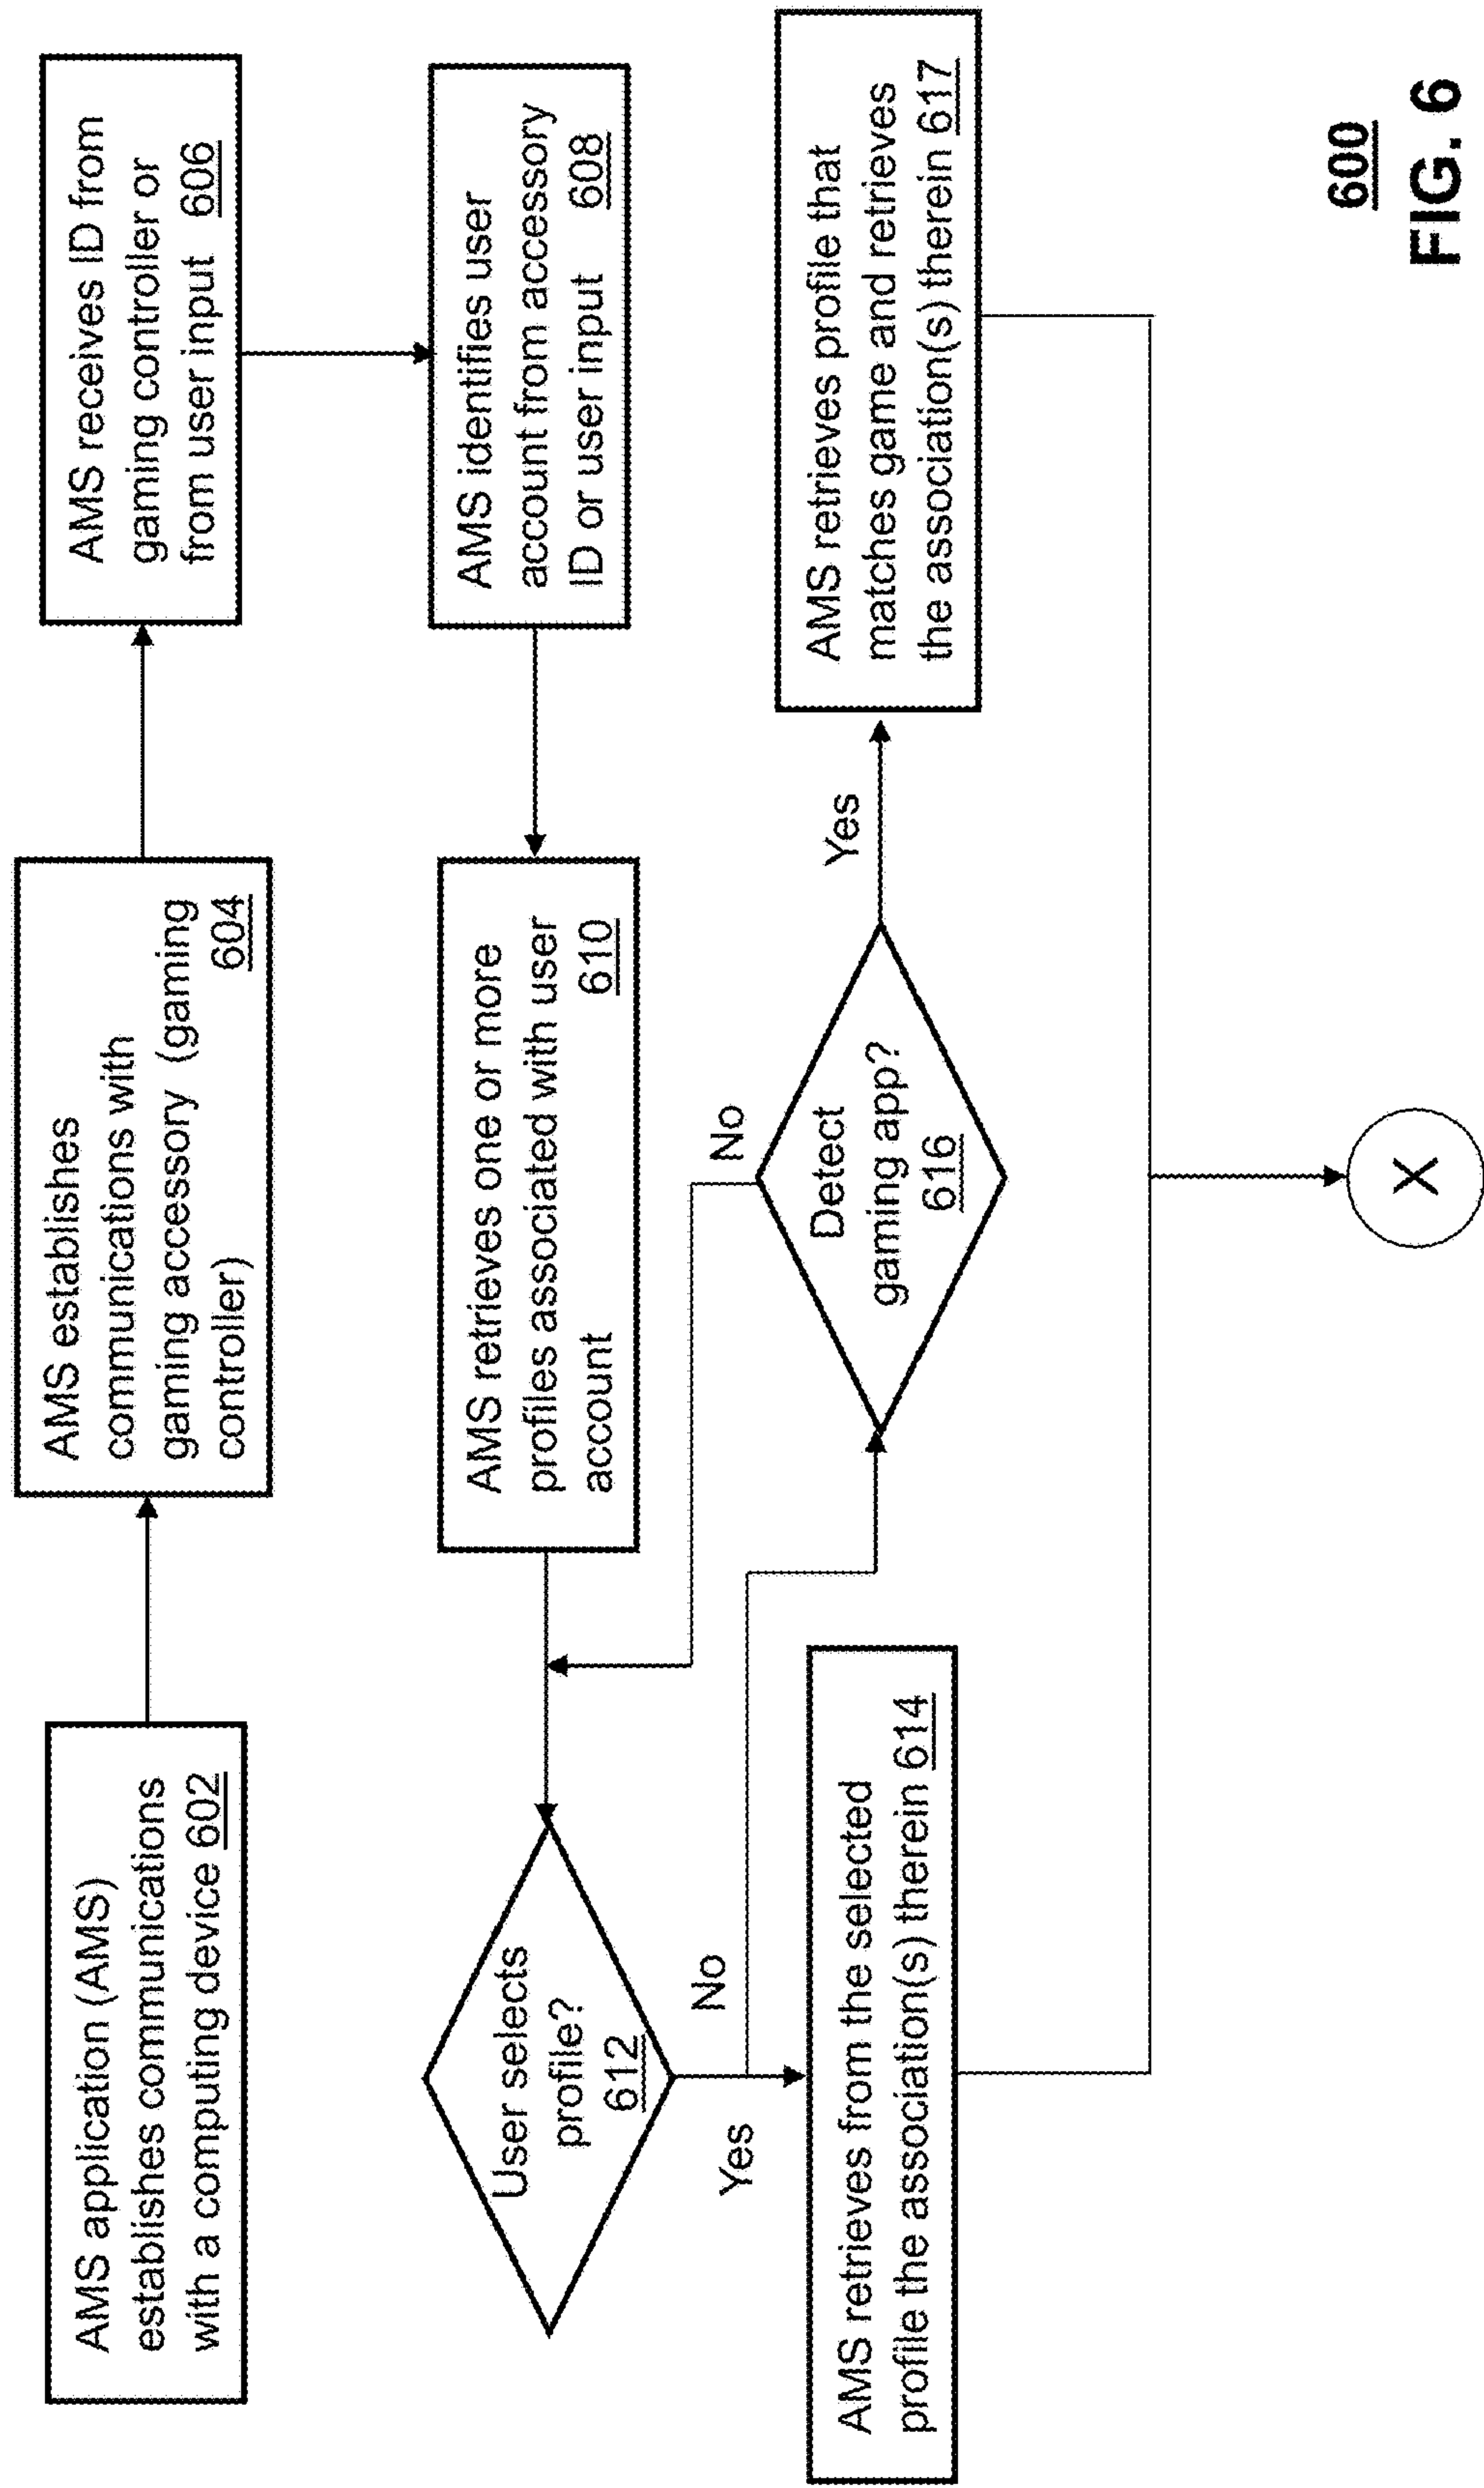 AMS application (AMS)
establishes communications
with a computing device 602
AMS establishes
communications with
gaming accessory (gaming
controller) 604
AMS receives ID from
gaming controller or
from user input 606
AMS identifies user
account from accessory
ID or user input 608
AMS retrieves one or more
profiles associated with user
account 610
User selects
profile?
612
No
Yes
AMS retrieves from the selected
profile the association(s) therein 614
Detect
gaming app?
616
No
Yes
AMS retrieves profile that
matches game and retrieves
the association(s) therein 617
X
600
FIG. 6